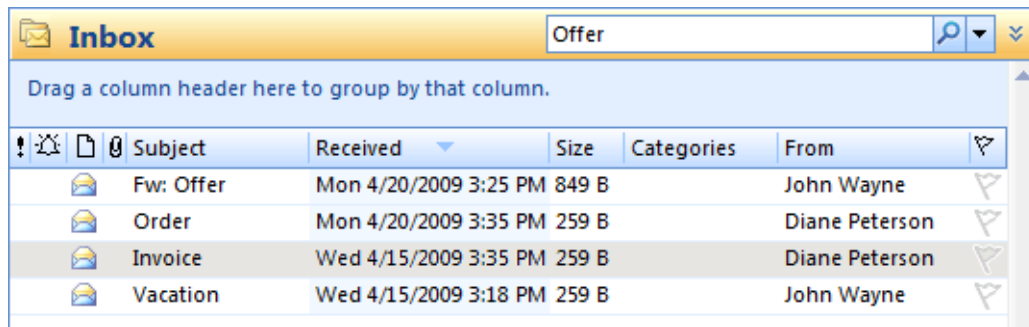 Inbox Offer
Drag a column header here to group by that column.
! Subject Received Size Categories From
Fw: Offer Mon 4/20/2009 3:25 PM 849 B John Wayne
Order Mon 4/20/2009 3:35 PM 259 B Diane Peterson
Invoice Wed 4/15/2009 3:35 PM 259 B Diane Peterson
Vacation Wed 4/15/2009 3:18 PM 259 B John Wayne